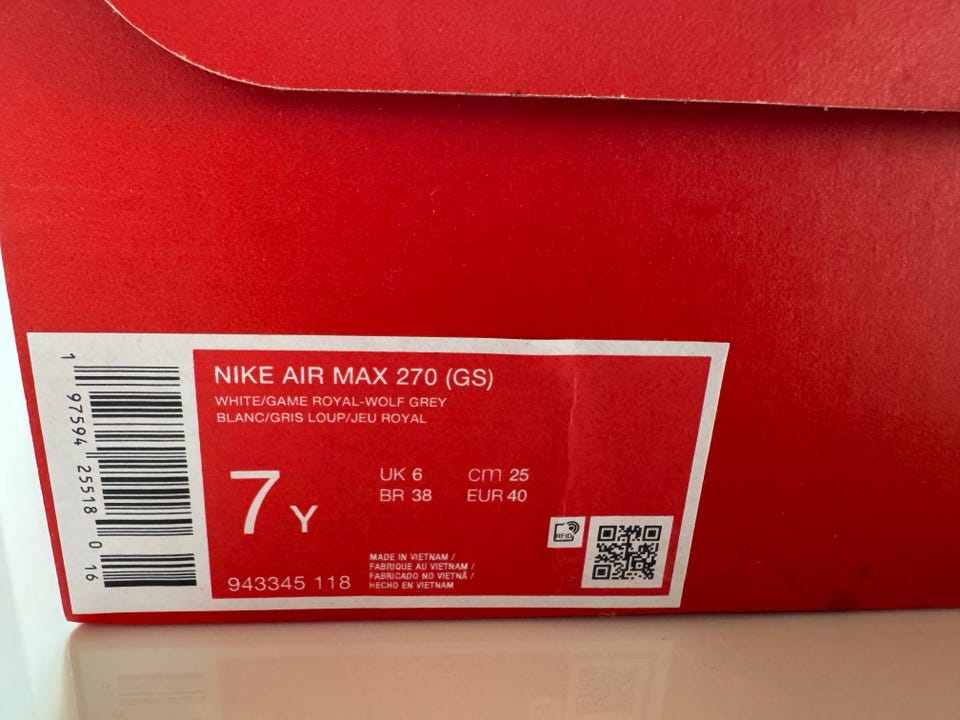 NIKE AIR MAX 270 (GS)
WHITE/GAME ROYAL-WOLF GREY
BLANC/GRIS LOUP/JEU ROYAL
7 Y
UK 6 cm 25
BR 38 EUR 40
RFID
943345 118
MADE IN VIETNAM /
FABRIQUE AU VIETNAM /
FABRICADO NO VIETNÃ /
HECHO EN VIETNAM
1 97594 25518 0 16